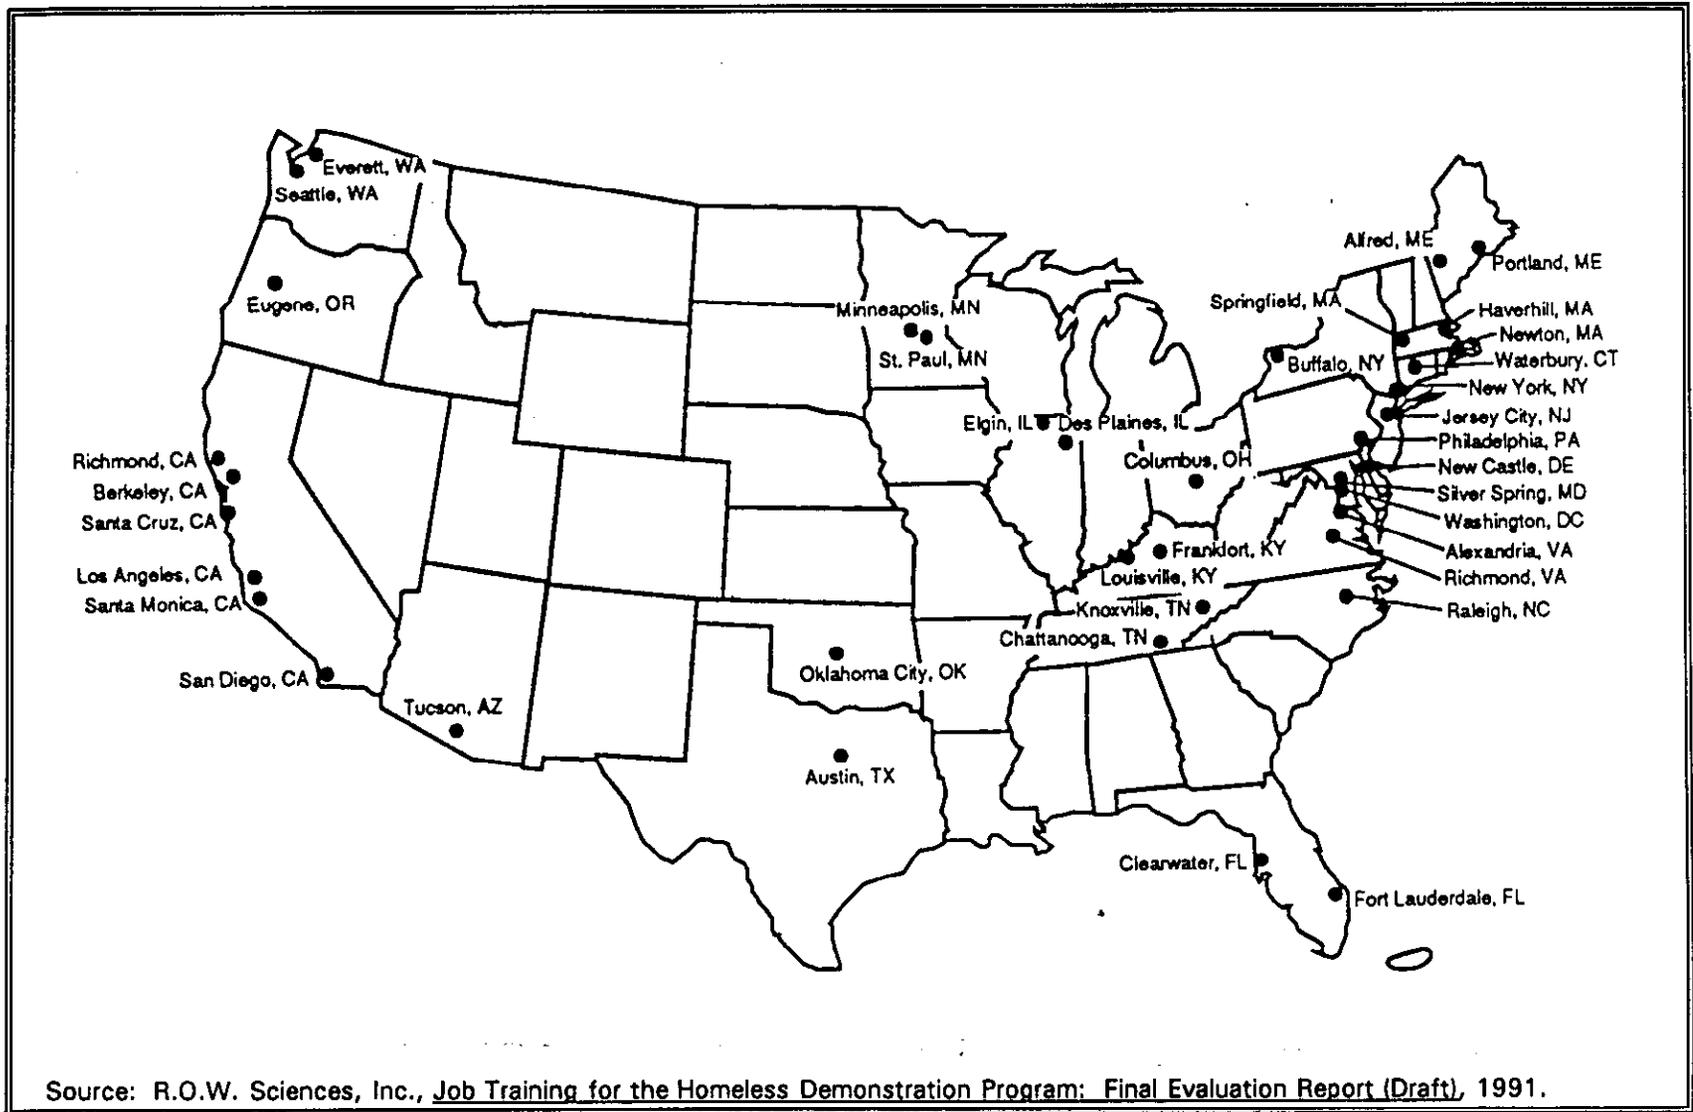 Everett, WA
Seattle, WA
Eugene, OR
Richmond, CA
Berkeley, CA
Santa Cruz, CA
Los Angeles, CA
Santa Monica, CA
San Diego, CA
Tucson, AZ
Minneapolis, MN
St. Paul, MN
Elgin, IL
Des Plaines, IL
Columbus, OH
Frankfort, KY
Louisville, KY
Knoxville, TN
Chattanooga, TN
Oklahoma City, OK
Austin, TX
Clearwater, FL
Fort Lauderdale, FL
Alfred, ME
Portland, ME
Springfield, MA
Haverhill, MA
Newton, MA
Buffalo, NY
Waterbury, CT
New York, NY
Jersey City, NJ
Philadelphia, PA
New Castle, DE
Silver Spring, MD
Washington, DC
Alexandria, VA
Richmond, VA
Raleigh, NC
Source: R.O.W. Sciences, Inc., Job Training for the Homeless Demonstration Program: Final Evaluation Report (Draft), 1991.